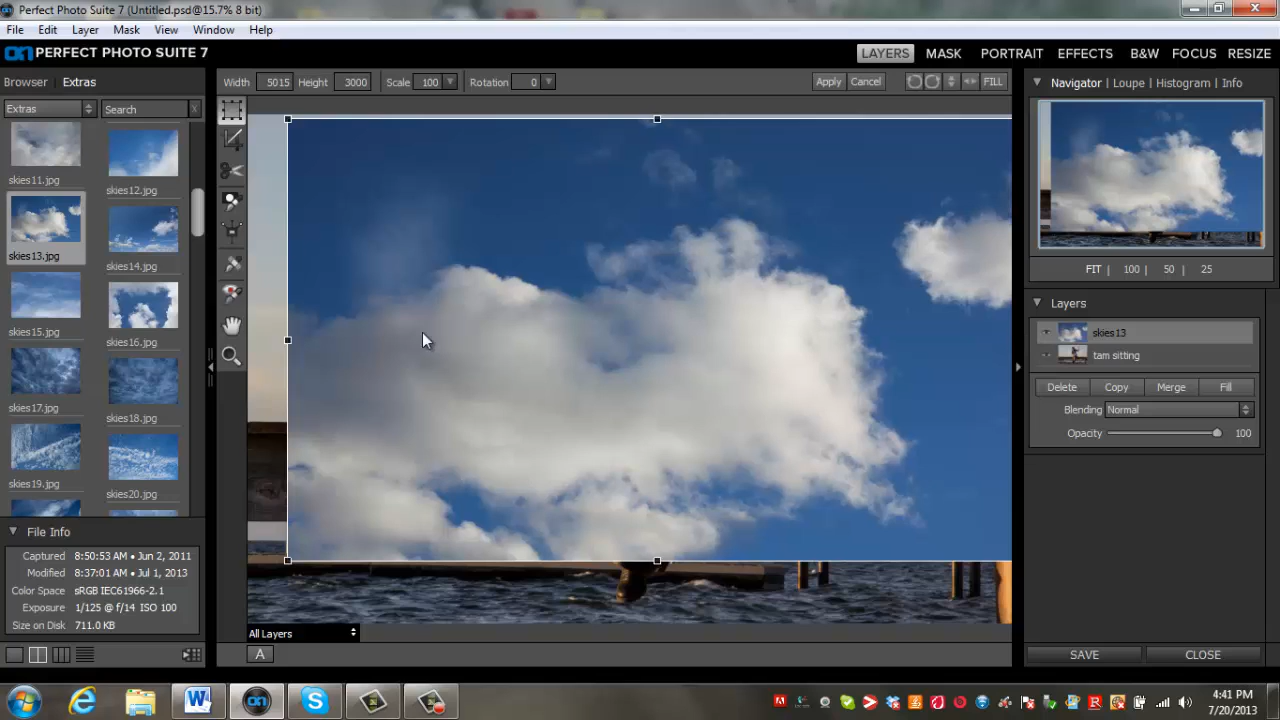 Perfect Photo Suite 7 (Untitled.psd@15.7% 8 bit)
File Edit Layer Mask View Window Help
on PERFECT PHOTO SUITE 7
LAYERS MASK PORTRAIT EFFECTS B&W FOCUS RESIZE
Browser Extras
Width 5015 Height 3000 Scale 100 Rotation 0 Apply Cancel FILL
Navigator Loupe Histogram Info
Extras Search X
skies11.jpg skies12.jpg
skies13.jpg skies14.jpg
skies15.jpg skies16.jpg
skies17.jpg skies18.jpg
skies19.jpg skies20.jpg
FIT | 100 | 50 | 25
Layers
skies13
tam sitting
Delete Copy Merge Fill
Blending Normal
Opacity 100
File Info
Captured 8:50:53 AM • Jun 2, 2011
Modified 8:37:01 AM • Jul 1, 2013
Color Space sRGB IEC61966-2.1
Exposure 1/125 @ f/14 ISO 100
Size on Disk 711.0 KB
All Layers
A
SAVE CLOSE
4:41 PM
7/20/2013